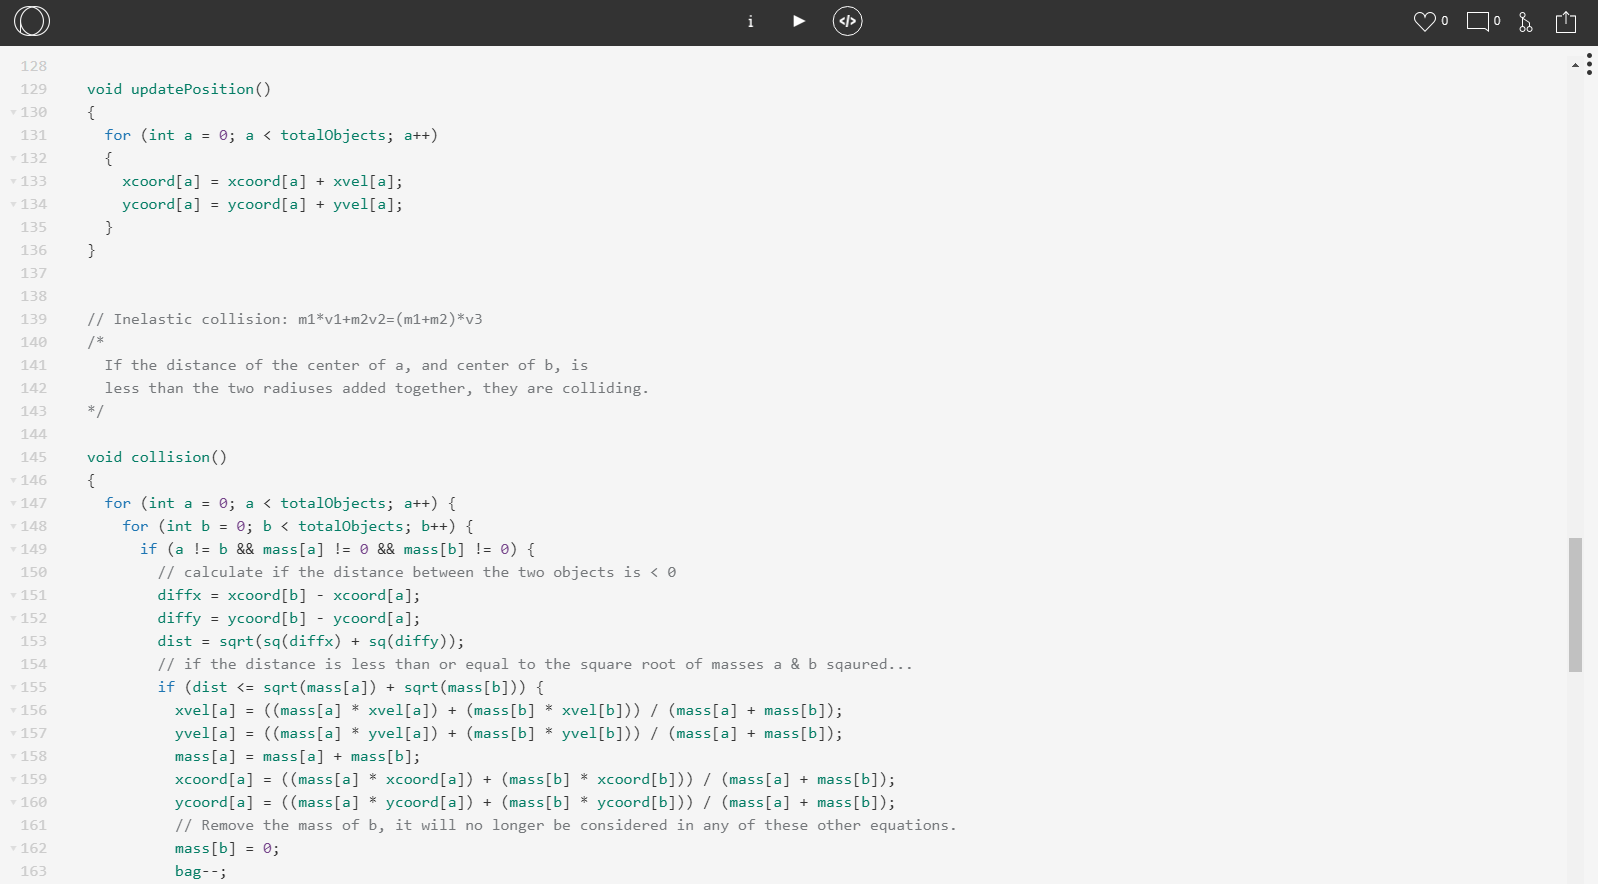 i </> 0 0
128
129 void updatePosition()
130 {
131 for (int a = 0; a < totalObjects; a++)
132 {
133 xcoord[a] = xcoord[a] + xvel[a];
134 ycoord[a] = ycoord[a] + yvel[a];
135 }
136 }
137
138
139 // Inelastic collision: m1*v1+m2v2=(m1+m2)*v3
140 /*
141 If the distance of the center of a, and center of b, is
142 less than the two radiuses added together, they are colliding.
143 */
144
145 void collision()
146 {
147 for (int a = 0; a < totalObjects; a++) {
148 for (int b = 0; b < totalObjects; b++) {
149 if (a != b && mass[a] != 0 && mass[b] != 0) {
150 // calculate if the distance between the two objects is < 0
151 diffx = xcoord[b] - xcoord[a];
152 diffy = ycoord[b] - ycoord[a];
153 dist = sqrt(sq(diffx) + sq(diffy));
154 // if the distance is less than or equal to the square root of masses a & b sqaured...
155 if (dist <= sqrt(mass[a]) + sqrt(mass[b])) {
156 xvel[a] = ((mass[a] * xvel[a]) + (mass[b] * xvel[b])) / (mass[a] + mass[b]);
157 yvel[a] = ((mass[a] * yvel[a]) + (mass[b] * yvel[b])) / (mass[a] + mass[b]);
158 mass[a] = mass[a] + mass[b];
159 xcoord[a] = ((mass[a] * xcoord[a]) + (mass[b] * xcoord[b])) / (mass[a] + mass[b]);
160 ycoord[a] = ((mass[a] * ycoord[a]) + (mass[b] * ycoord[b])) / (mass[a] + mass[b]);
161 // Remove the mass of b, it will no longer be considered in any of these other equations.
162 mass[b] = 0;
163 bag--;